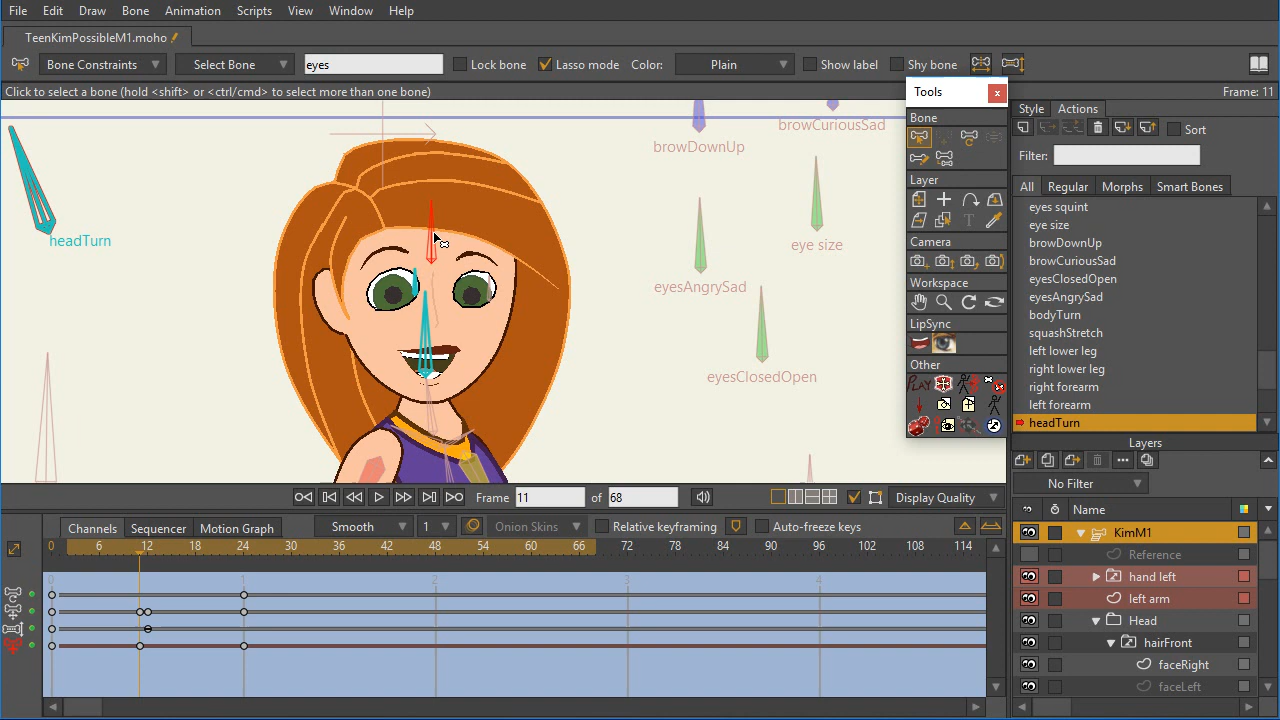 File Edit Draw Bone Animation Scripts View Window Help
TeenKimPossibleM1.moho
Bone Constraints Select Bone eyes Lock bone Lasso mode Color: Plain Show label Shy bone
Click to select a bone (hold <shift> or <ctrl/cmd> to select more than one bone) Frame: 11
Tools x
Style Actions
Bone
Sort
Filter:
All Regular Morphs Smart Bones
eyes squint
eye size
browDownUp
browCuriousSad
eyesClosedOpen
eyesAngrySad
bodyTurn
squashStretch
left lower leg
right lower leg
right forearm
left forearm
headTurn
Layer
Camera
Workspace
LipSync
Other
PLAY
browCuriousSad
browDownUp
headTurn
eye size
eyesAngrySad
eyesClosedOpen
Layers
No Filter
Name
KimM1
Reference
hand left
left arm
Head
hairFront
faceRight
faceLeft
Frame 11 of 68 Display Quality
Channels Sequencer Motion Graph Smooth 1 Onion Skins Relative keyframing Auto-freeze keys
0 6 12 18 24 30 36 42 48 54 60 66 72 78 84 90 96 102 108 114
0 1 2 3 4